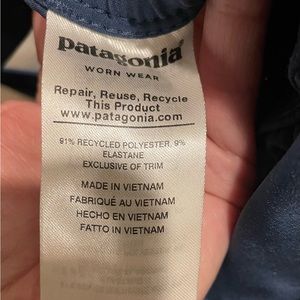 patagonia
WORN WEAR
Repair, Reuse, Recycle
This Product
www.patagonia.com
91% RECYCLED POLYESTER, 9%
ELASTANE
EXCLUSIVE OF TRIM
MADE IN VIETNAM
FABRIQUÉ AU VIETNAM
HECHO EN VIETNAM
FATTO IN VIETNAM